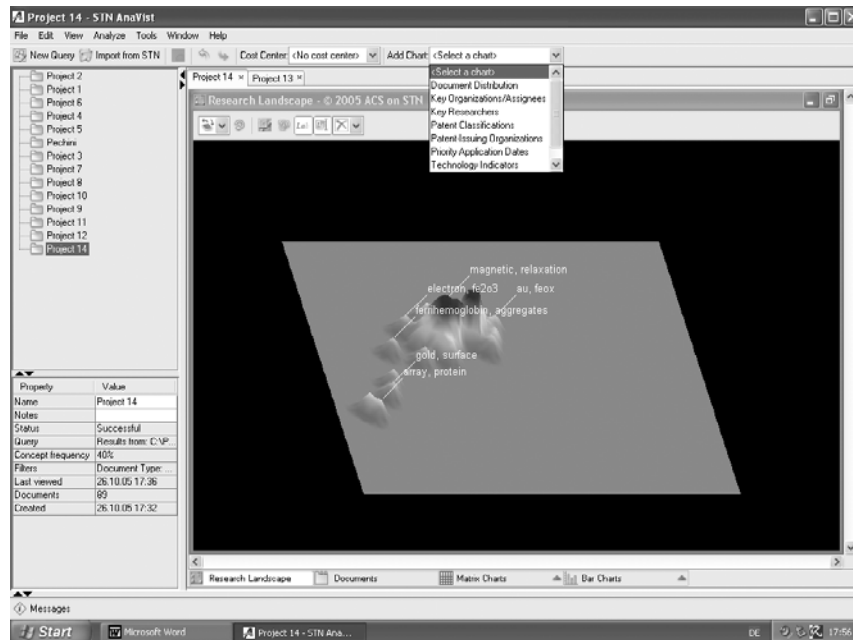 Project 14 - STN AnaVist
File Edit View Analyze Tools Window Help
New Query Import from STN Cost Center: <No cost center> Add Chart: <Select a chart>
Project 2
Project 1
Project 6
Project 4
Project 5
Pechini
Project 3
Project 7
Project 8
Project 10
Project 9
Project 11
Project 12
Project 14
Project 14 × Project 13 ×
Research Landscape - © 2005 ACS on STN
<Select a chart>
Document Distribution
Key Organizations/Assignees
Key Researchers
Patent Classifications
Patent-Issuing Organizations
Priority Application Dates
Technology Indicators
magnetic, relaxation
electron, fe2o3 au, feox
hemoglobin, aggregates
gold, surface
array, protein
Property Value
Name Project 14
Notes
Status Successful
Query Results from: C:\P...
Concept frequency 40%
Filters Document Type: ...
Last viewed 26.10.05 17:36
Documents 89
Created 26.10.05 17:32
Research Landscape Documents Matrix Charts Bar Charts
Messages
Start Microsoft Word Project 14 - STN Ana... DE 17:56